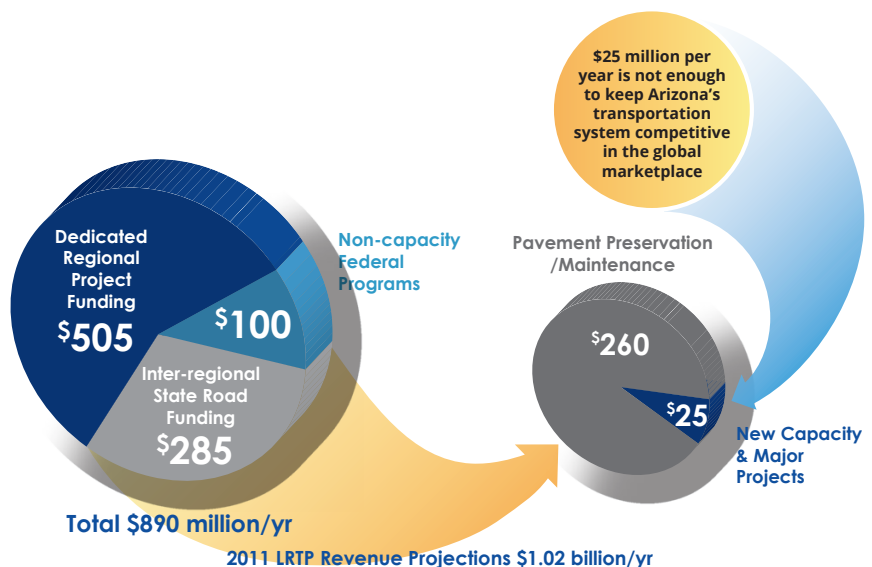 $25 million per
year is not enough
to keep Arizona's
transportation
system competitive
in the global
marketplace
Dedicated
Regional
Project
Funding
$505
Non-capacity
Federal
Programs
$100
Inter-regional
State Road
Funding
$285
Total $890 million/yr
Pavement Preservation
/Maintenance
$260
$25
New Capacity
& Major
Projects
2011 LRTP Revenue Projections $1.02 billion/yr